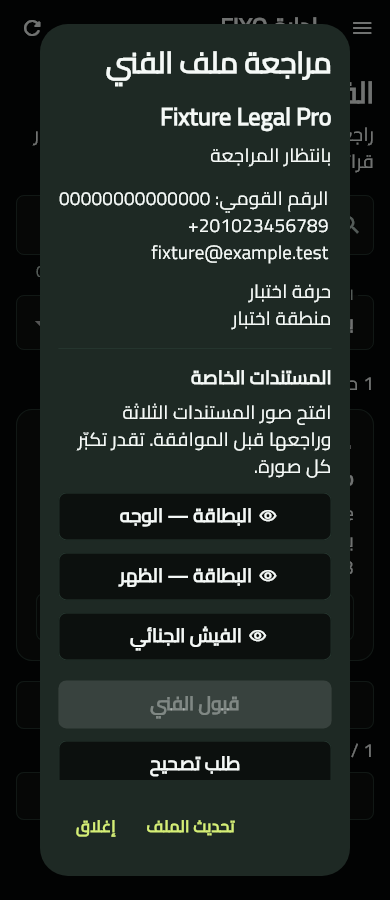 إدارة FIXO
مراجعة ملف الفني
Fixture Legal Pro
بانتظار المراجعة
الرقم القومي: 00000000000000
+201023456789
fixture@example.test
حرفة اختبار
منطقة اختبار
المستندات الخاصة
افتح صور المستندات الثلاثة
وراجعها قبل الموافقة. تقدر تكبّر
كل صورة.
البطاقة — الوجه
البطاقة — الظهر
الفيش الجنائي
قبول الفني
طلب تصحيح
تحديث الملف
إغلاق